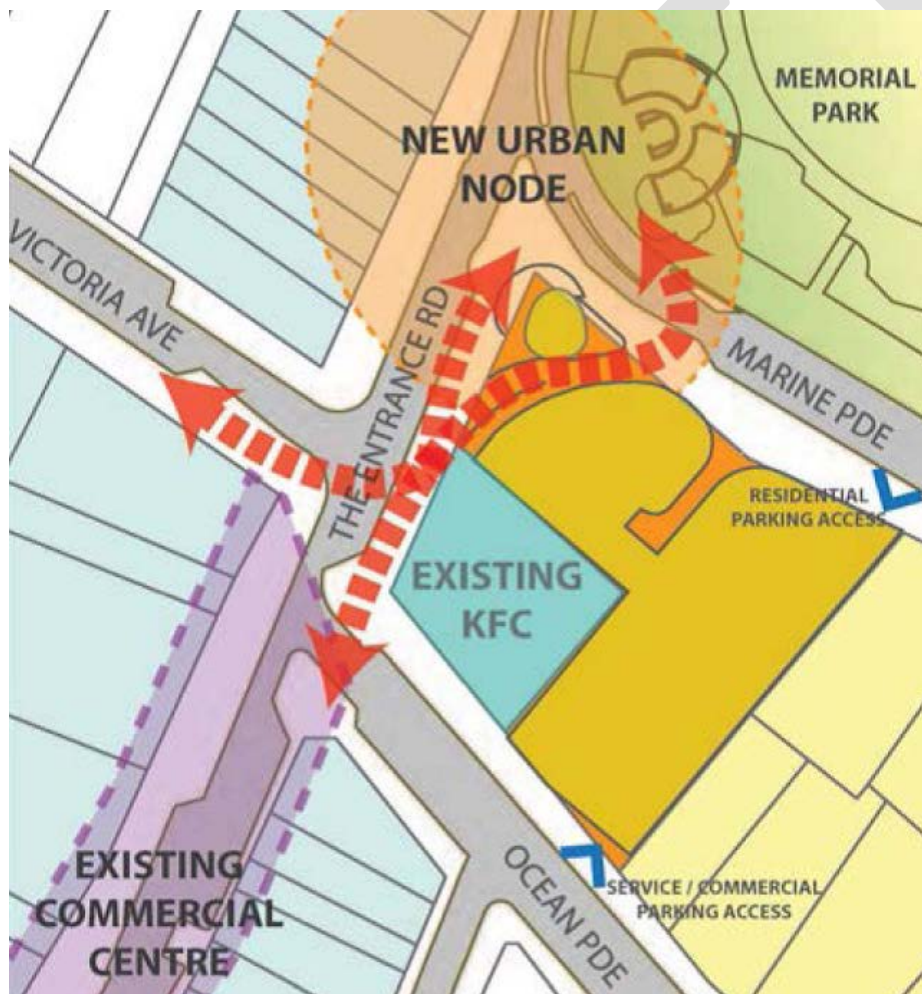 MEMORIAL
PARK
NEW URBAN
NODE
VICTORIA AVE
THE ENTRANCE RD
MARINE PDE
RESIDENTIAL
PARKING ACCESS
EXISTING
KFC
EXISTING
COMMERCIAL
CENTRE
OCEAN PDE
SERVICE / COMMERCIAL
PARKING ACCESS